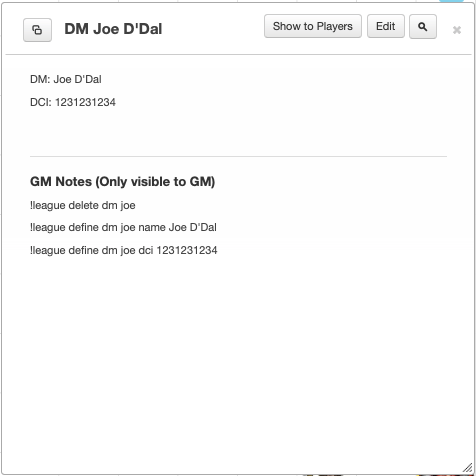 DM Joe D'Dal
Show to Players
Edit
DM: Joe D'Dal
DCI: 1231231234
GM Notes (Only visible to GM)
!league delete dm joe
!league define dm joe name Joe D'Dal
!league define dm joe dci 1231231234